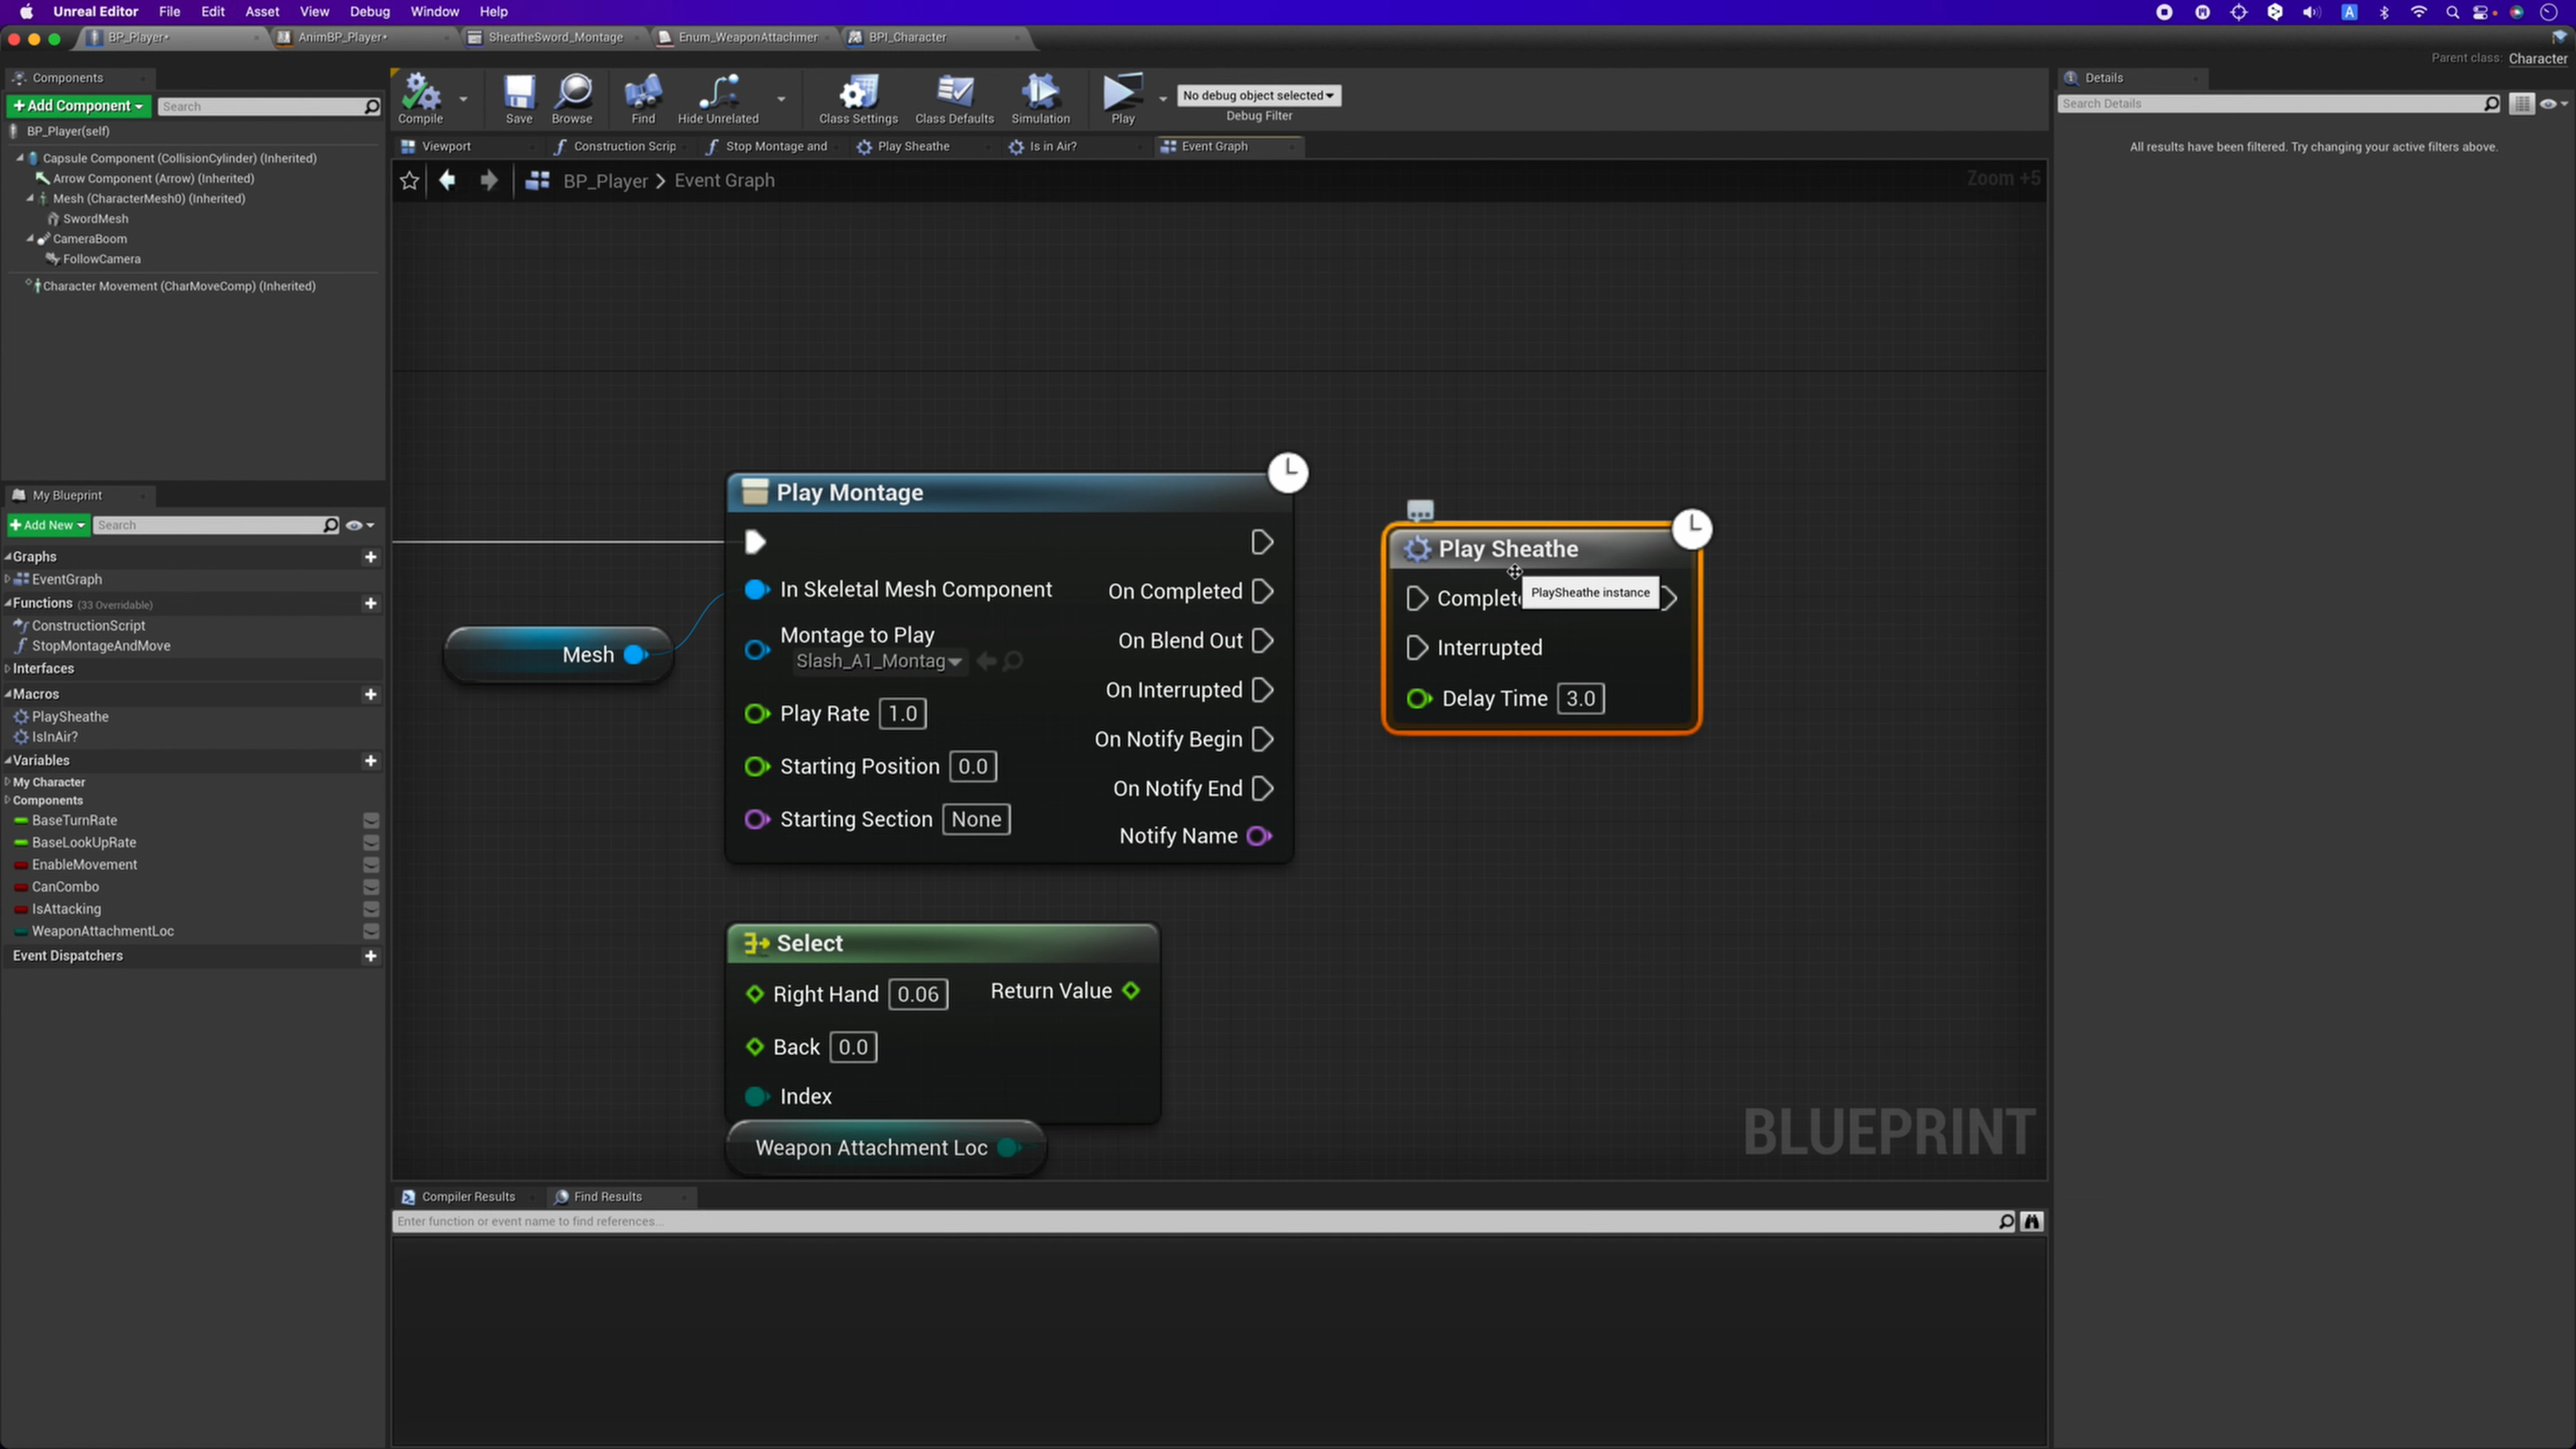 Unreal Editor File Edit Asset View Debug Window Help
BP_Player* AnimBP_Player* SheatheSword_Montage Enum_WeaponAttachmer BPI_Character
Parent class: Character
Components
+Add Component Search
BP_Player(self)
Capsule Component (CollisionCylinder) (Inherited)
Arrow Component (Arrow) (Inherited)
Mesh (CharacterMesh0) (Inherited)
SwordMesh
CameraBoom
FollowCamera
Character Movement (CharMoveComp) (Inherited)
My Blueprint
+Add New Search
Graphs
EventGraph
Functions (33 Overridable)
ConstructionScript
StopMontageAndMove
Interfaces
Macros
PlaySheathe
IsInAir?
Variables
My Character
Components
BaseTurnRate
BaseLookUpRate
EnableMovement
CanCombo
IsAttacking
WeaponAttachmentLoc
Event Dispatchers
Compile Save Browse Find Hide Unrelated Class Settings Class Defaults Simulation Play
No debug object selected
Debug Filter
Viewport Construction Scrip Stop Montage and Play Sheathe Is in Air? Event Graph
BP_Player > Event Graph
Zoom +5
Play Montage
In Skeletal Mesh Component
On Completed
Montage to Play
Slash_A1_Montag
On Blend Out
On Interrupted
Play Rate 1.0
On Notify Begin
Starting Position 0.0
On Notify End
Starting Section None
Notify Name
Mesh
Play Sheathe
Complet
PlaySheathe instance
Interrupted
Delay Time 3.0
Select
Right Hand 0.06 Return Value
Back 0.0
Index
Weapon Attachment Loc
BLUEPRINT
Compiler Results Find Results
Enter function or event name to find references...
Details
Search Details
All results have been filtered. Try changing your active filters above.
A